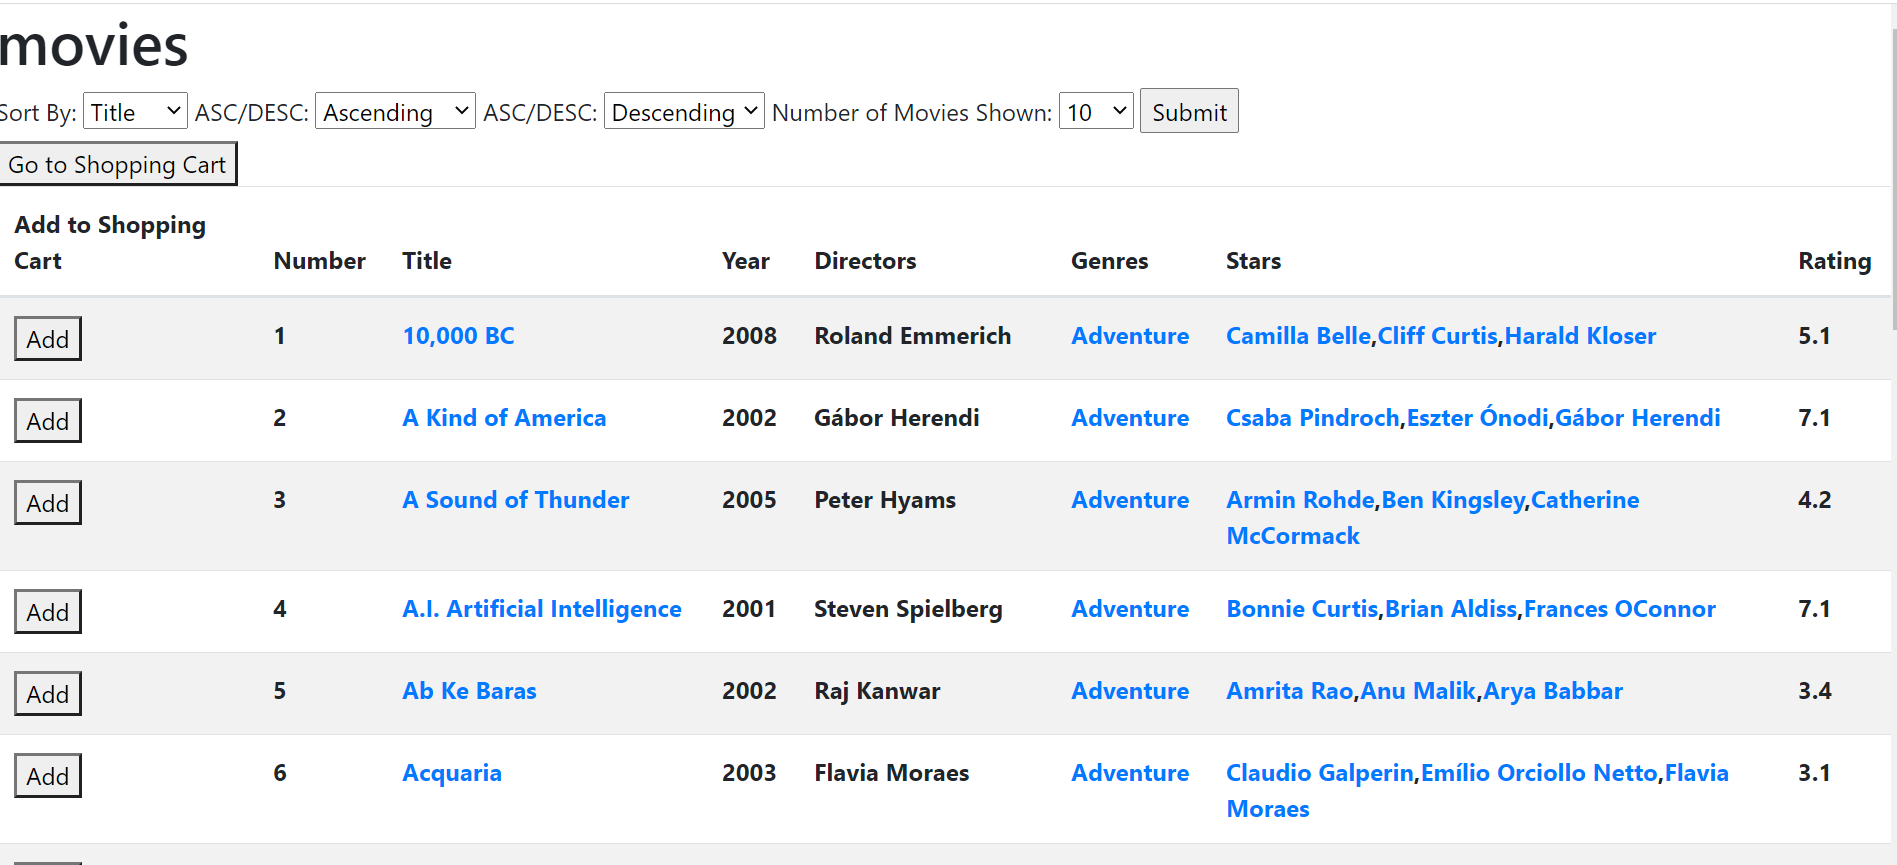 movies
Sort By: Title ASC/DESC: Ascending ASC/DESC: Descending Number of Movies Shown: 10 Submit
Go to Shopping Cart
Add to Shopping
Cart Number Title Year Directors Genres Stars Rating
Add 1 10,000 BC 2008 Roland Emmerich Adventure Camilla Belle,Cliff Curtis,Harald Kloser 5.1
Add 2 A Kind of America 2002 Gábor Herendi Adventure Csaba Pindroch,Eszter Ónodi,Gábor Herendi 7.1
Add 3 A Sound of Thunder 2005 Peter Hyams Adventure Armin Rohde,Ben Kingsley,Catherine 4.2
McCormack
Add 4 A.I. Artificial Intelligence 2001 Steven Spielberg Adventure Bonnie Curtis,Brian Aldiss,Frances OConnor 7.1
Add 5 Ab Ke Baras 2002 Raj Kanwar Adventure Amrita Rao,Anu Malik,Arya Babbar 3.4
Add 6 Acquaria 2003 Flavia Moraes Adventure Claudio Galperin,Emílio Orciollo Netto,Flavia 3.1
Moraes